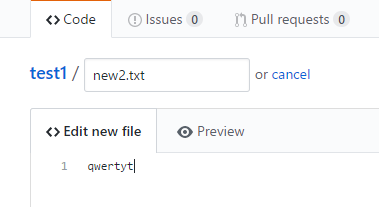 Code Issues 0 Pull requests 0
test1 / new2.txt or cancel
Edit new file Preview
1 qwertyt